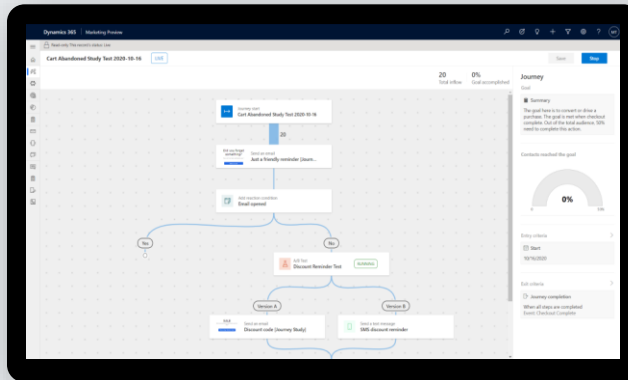 Dynamics 365 Marketing Preview
Read-only This record's status: Live
Cart Abandoned Study Test 2020-10-16 LIVE
Save
Stop
20
Total inflow
0%
Goal accomplished
Journey
Goal
Summary
The goal here is to convert or drive a
purchase. The goal is met when checkout
complete. Out of the total audience, 50%
need to complete this action.
Contacts reached the goal
0%
Entry criteria
Start
10/16/2020
Exit criteria
Journey completion
When all steps are completed
Event: Checkout Complete
Journey start
Cart Abandoned Study Test 2020-10-16
20
Send an email
Just a friendly reminder (Journ...
Add reaction condition
Email opened
No
A/B Test
Discount Reminder Test
Version A
Version B
Send an email
Discount code (Journey Study)
Send a text message
SMS discount reminder